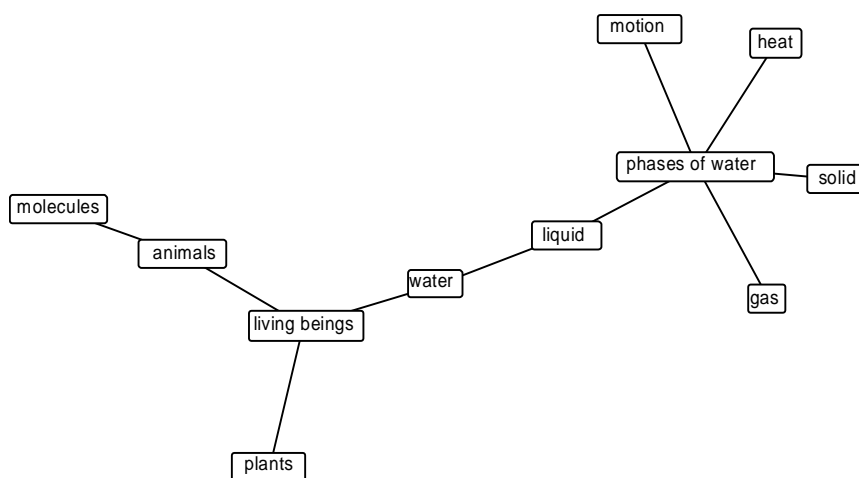 motion
heat
phases of water
solid
molecules
liquid
animals
water
gas
living beings
plants